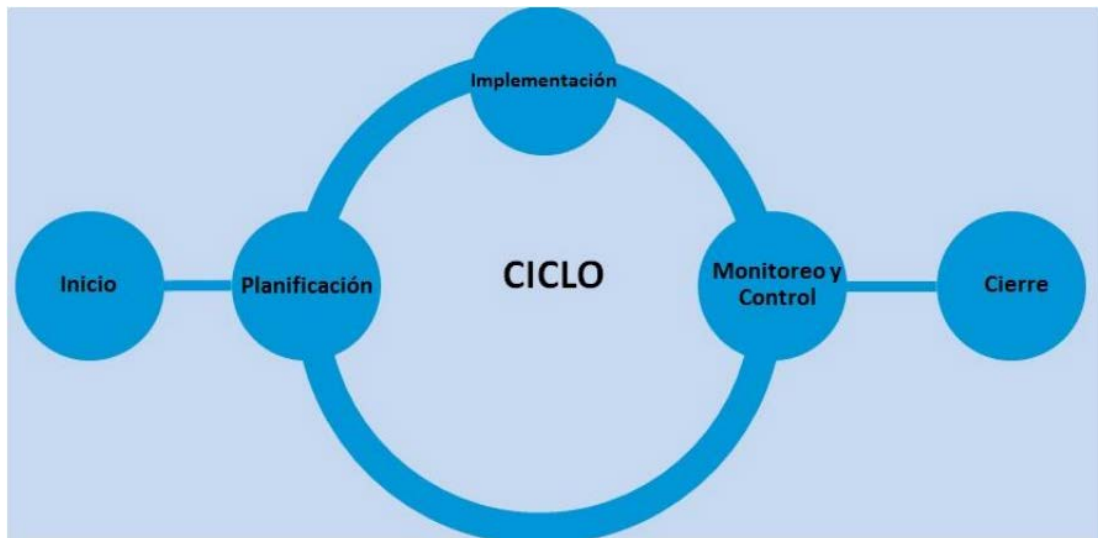 Implementación
Inicio
Planificación
CICLO
Monitoreo y
Control
Cierre